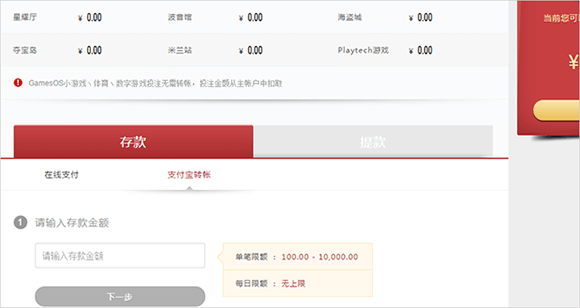 星耀厅 ¥ 0.00 波音馆 ¥ 0.00 海盗域 ¥ 0.00
当前您可
夺宝岛 ¥ 0.00 米兰站 ¥ 0.00 Playtech游戏 ¥ 0.00
¥
GamesOS小游戏、体育、数字游戏投注无需转帐，投注金额从主帐户中扣取
存款 提款
在线支付 支付宝转帐
1 请输入存款金额
请输入存款金额
单笔限额 : 100.00 - 10,000.00
每日限额 : 无上限
下一步